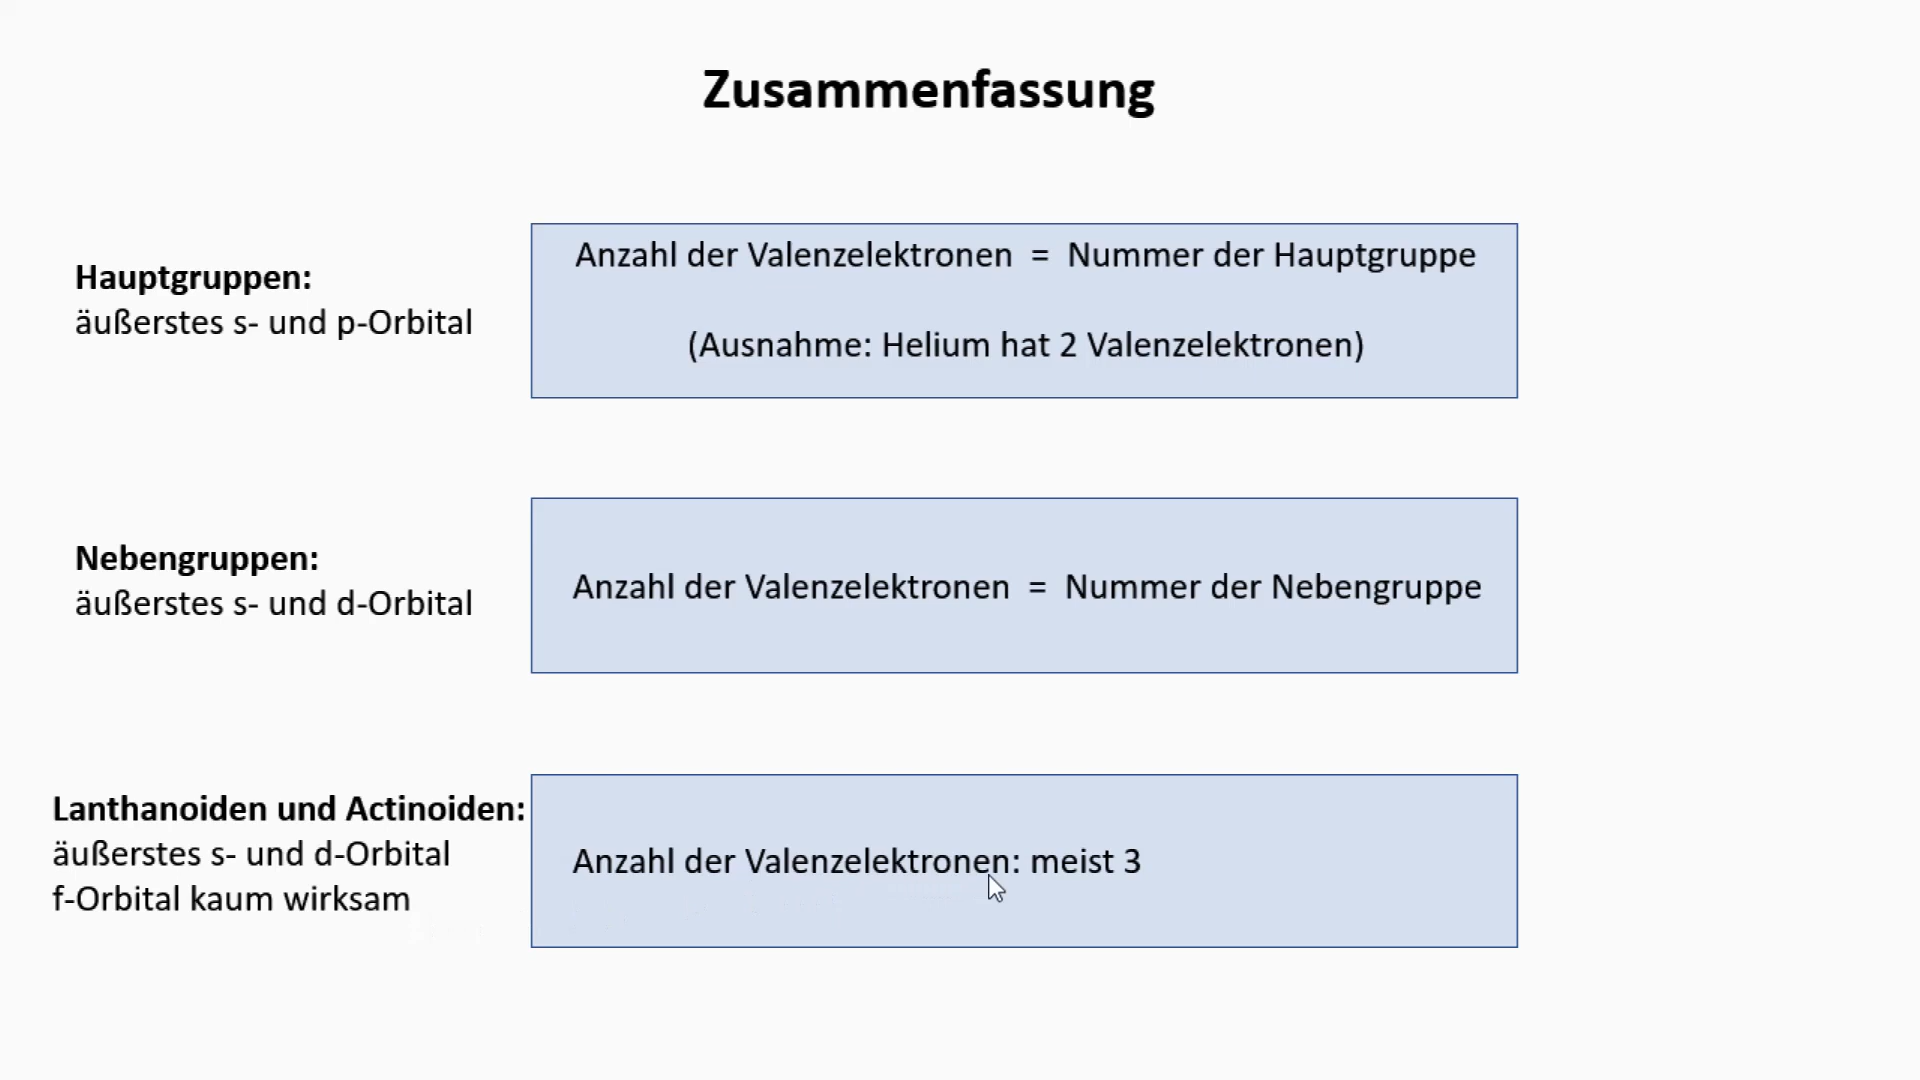 Zusammenfassung
Hauptgruppen:
äußerstes s- und p-Orbital
Anzahl der Valenzelektronen = Nummer der Hauptgruppe
(Ausnahme: Helium hat 2 Valenzelektronen)
Nebengruppen:
äußerstes s- und d-Orbital
Anzahl der Valenzelektronen = Nummer der Nebengruppe
Lanthanoiden und Actinoiden:
äußerstes s- und d-Orbital
f-Orbital kaum wirksam
Anzahl der Valenzelektronen: meist 3